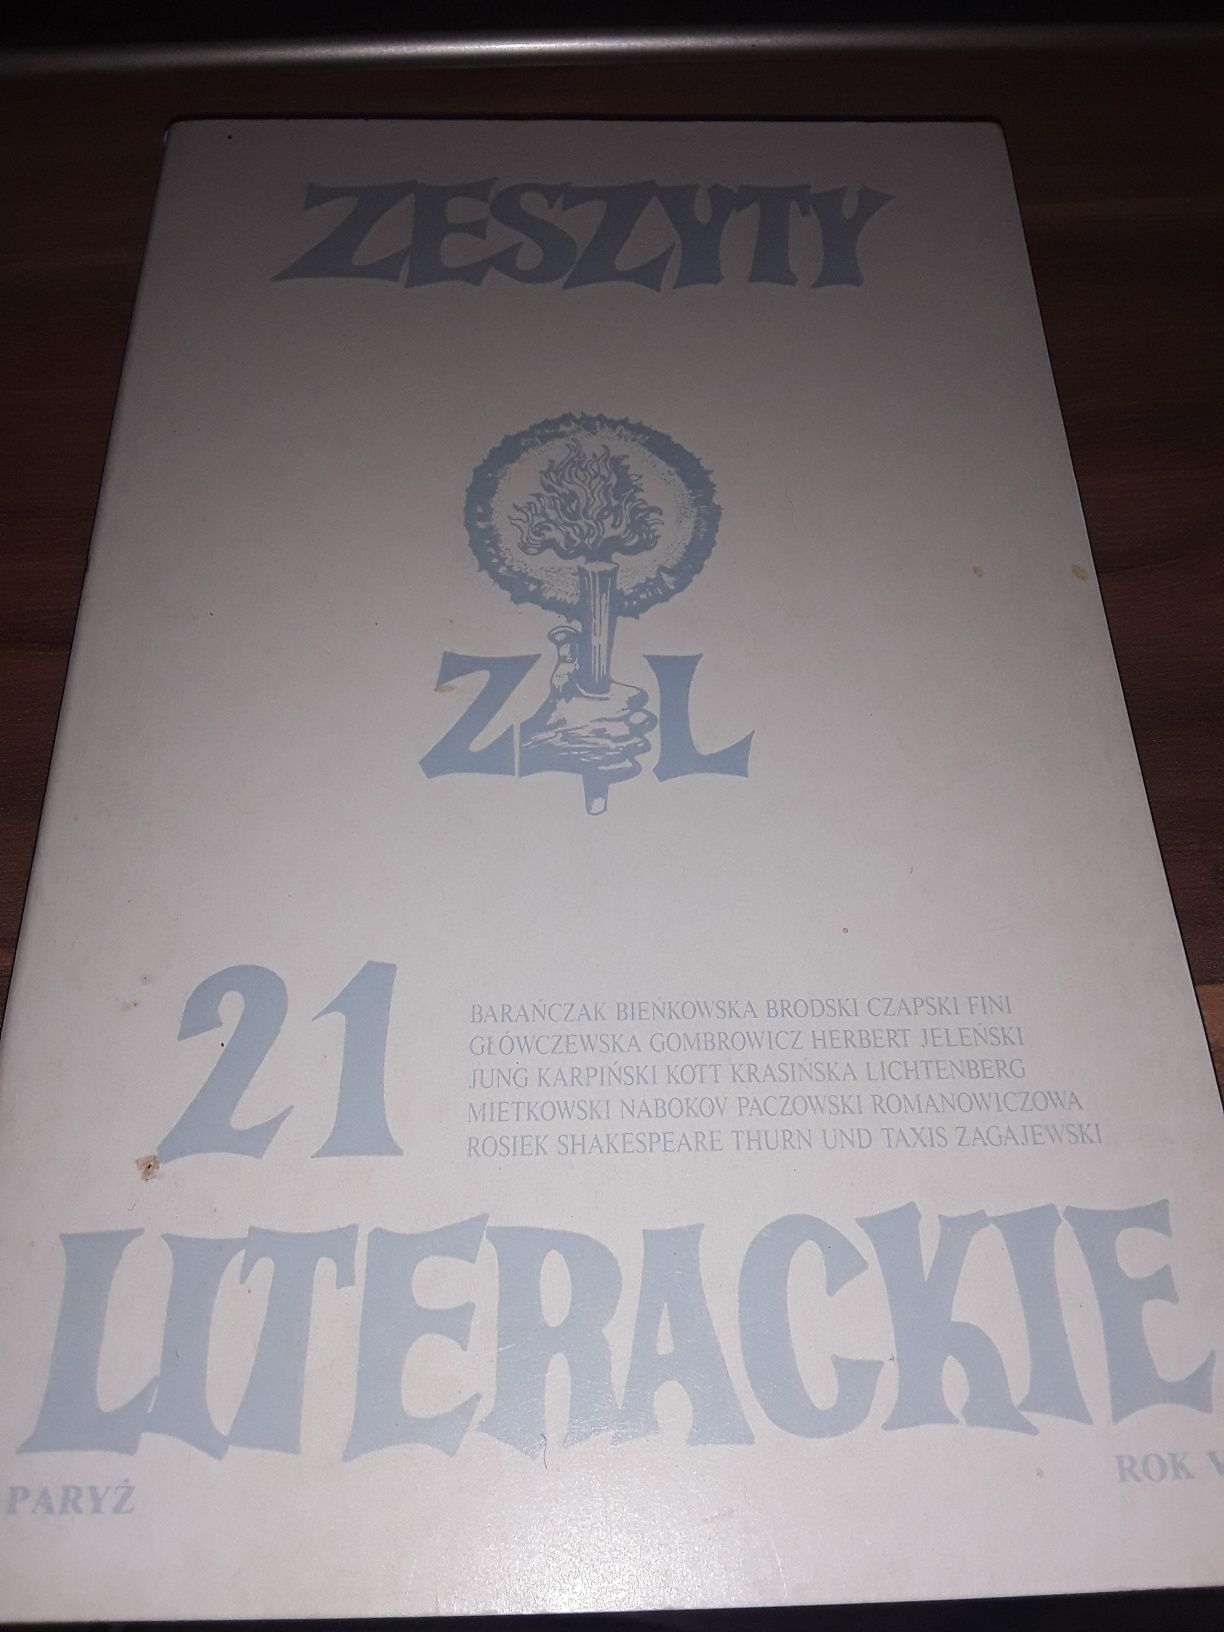 ZESZYTY
Z L
21
BARAŃCZAK BIEŃKOWSKA BRODSKI CZAPSKI FINI
GŁÓWCZEWSKA GOMBROWICZ HERBERT JELEŃSKI
JUNG KARPIŃSKI KOTT KRASIŃSKA LICHTENBERG
MIETKOWSKI NABOKOV PACZOWSKI ROMANOWICZOWA
ROSIEK SHAKESPEARE THURN UND TAXIS ZAGAJEWSKI
LITERACKIE
PARYŻ
ROK